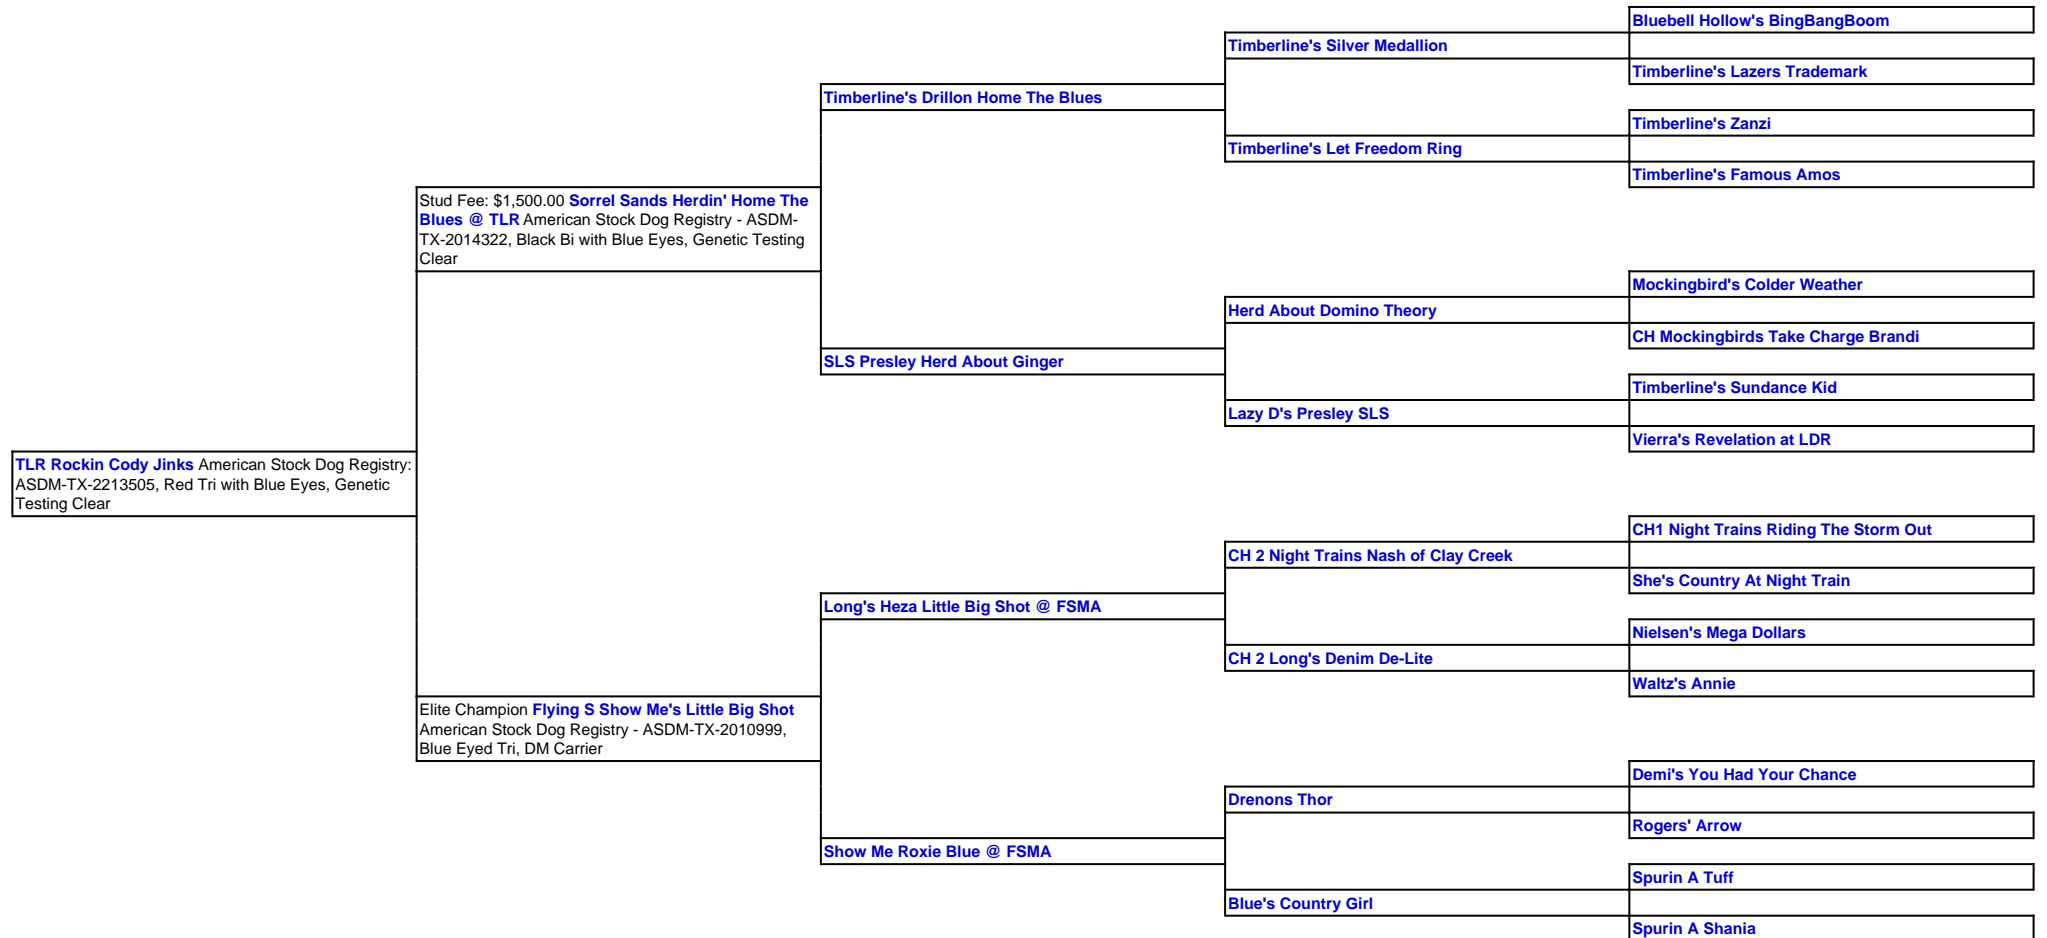 Bluebell Hollow's BingBangBoom
Timberline's Silver Medallion
Timberline's Lazers Trademark
Timberline's Drillon Home The Blues
Timberline's Zanzi
Timberline's Let Freedom Ring
Timberline's Famous Amos
Stud Fee: $1,500.00 Sorrel Sands Herdin' Home The
Blues @ TLR American Stock Dog Registry - ASDM-
TX-2014322, Black Bi with Blue Eyes, Genetic Testing
Clear
Mockingbird's Colder Weather
Herd About Domino Theory
CH Mockingbirds Take Charge Brandi
SLS Presley Herd About Ginger
Timberline's Sundance Kid
Lazy D's Presley SLS
Vierra's Revelation at LDR
TLR Rockin Cody Jinks American Stock Dog Registry:
ASDM-TX-2213505, Red Tri with Blue Eyes, Genetic
Testing Clear
CH1 Night Trains Riding The Storm Out
CH 2 Night Trains Nash of Clay Creek
She's Country At Night Train
Long's Heza Little Big Shot @ FSMA
Nielsen's Mega Dollars
CH 2 Long's Denim De-Lite
Waltz's Annie
Elite Champion Flying S Show Me's Little Big Shot
American Stock Dog Registry - ASDM-TX-2010999,
Blue Eyed Tri, DM Carrier
Demi's You Had Your Chance
Drenons Thor
Rogers' Arrow
Show Me Roxie Blue @ FSMA
Spurin A Tuff
Blue's Country Girl
Spurin A Shania